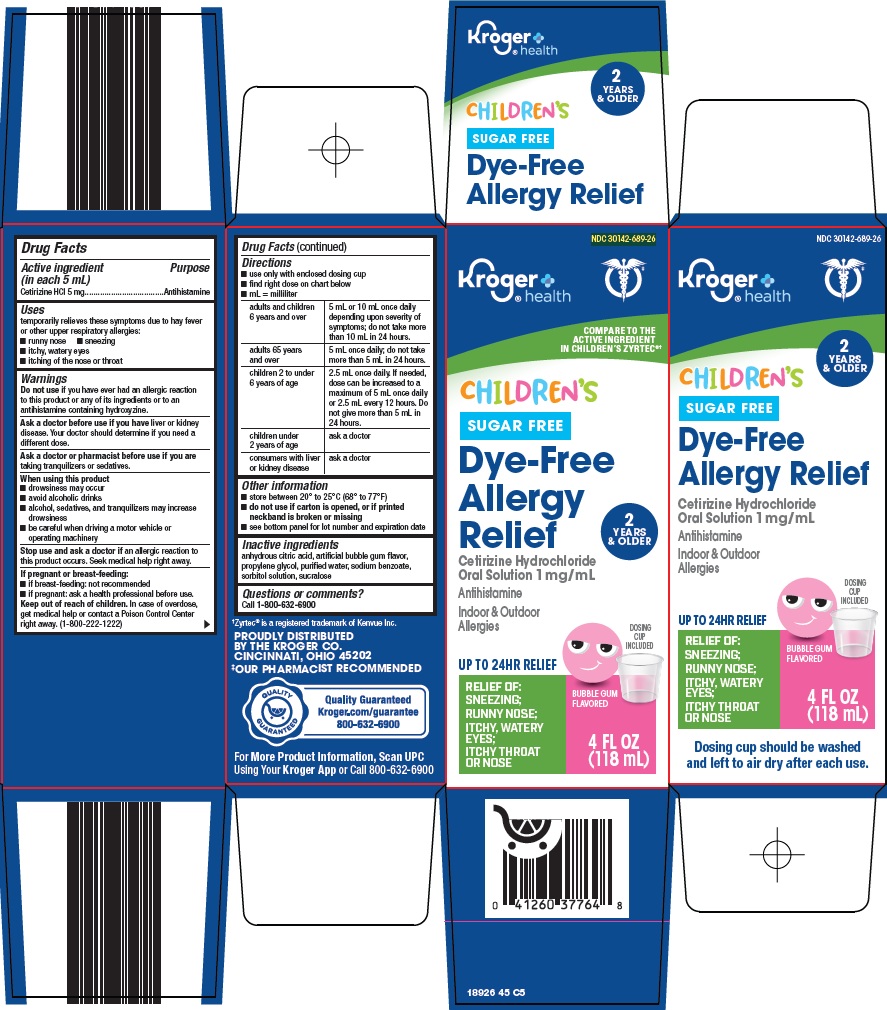 Kroger
® health
2
YEARS
& OLDER
CHILDREN'S
SUGAR FREE
Dye-Free
Allergy Relief
Drug Facts
Active ingredient Purpose
(in each 5 mL)
Cetirizine HCl 5 mg..................................Antihistamine
Uses
temporarily relieves these symptoms due to hay fever
or other upper respiratory allergies:
■ runny nose ■ sneezing
■ itchy, watery eyes
■ itching of the nose or throat
Warnings
Do not use if you have ever had an allergic reaction
to this product or any of its ingredients or to an
antihistamine containing hydroxyzine.
Ask a doctor before use if you have liver or kidney
disease. Your doctor should determine if you need a
different dose.
Ask a doctor or pharmacist before use if you are
taking tranquilizers or sedatives.
When using this product
■ drowsiness may occur
■ avoid alcoholic drinks
■ alcohol, sedatives, and tranquilizers may increase
drowsiness
■ be careful when driving a motor vehicle or
operating machinery
Stop use and ask a doctor if an allergic reaction to
this product occurs. Seek medical help right away.
If pregnant or breast-feeding:
■ if breast-feeding: not recommended
■ if pregnant: ask a health professional before use.
Keep out of reach of children. In case of overdose,
get medical help or contact a Poison Control Center
right away. (1-800-222-1222)
Drug Facts (continued)
Directions
■ use only with enclosed dosing cup
■ find right dose on chart below
■ mL = milliliter
adults and children
6 years and over
5 mL or 10 mL once daily
depending upon severity of
symptoms; do not take more
than 10 mL in 24 hours.
adults 65 years
and over
5 mL once daily; do not take
more than 5 mL in 24 hours.
children 2 to under
6 years of age
2.5 mL once daily. If needed,
dose can be increased to a
maximum of 5 mL once daily
or 2.5 mL every 12 hours. Do
not give more than 5 mL in
24 hours.
children under
2 years of age
ask a doctor
consumers with liver
or kidney disease
ask a doctor
Other information
■ store between 20° to 25°C (68° to 77°F)
■ do not use if carton is opened, or if printed
neckband is broken or missing
■ see bottom panel for lot number and expiration date
Inactive ingredients
anhydrous citric acid, artificial bubble gum flavor,
propylene glycol, purified water, sodium benzoate,
sorbitol solution, sucralose
Questions or comments?
Call 1-800-632-6900
†Zyrtec® is a registered trademark of Kenvue Inc.
PROUDLY DISTRIBUTED
BY THE KROGER CO.
CINCINNATI, OHIO 45202
‡OUR PHARMACIST RECOMMENDED
QUALITY
GUARANTEED
Quality Guaranteed
Kroger.com/guarantee
800-632-6900
For More Product Information, Scan UPC
Using Your Kroger App or Call 800-632-6900
NDC 30142-689-26
Kroger
® health
COMPARE TO THE
ACTIVE INGREDIENT
IN CHILDREN'S ZYRTEC®†
CHILDREN'S
SUGAR FREE
Dye-Free
Allergy
Relief
2
YEARS
& OLDER
Cetirizine Hydrochloride
Oral Solution 1 mg/mL
Antihistamine
Indoor & Outdoor
Allergies
DOSING
CUP
INCLUDED
UP TO 24HR RELIEF
RELIEF OF:
SNEEZING;
RUNNY NOSE;
ITCHY, WATERY
EYES;
ITCHY THROAT
OR NOSE
BUBBLE GUM
FLAVORED
4 FL OZ
(118 mL)
NDC 30142-689-26
Kroger
® health
2
YEARS
& OLDER
CHILDREN'S
SUGAR FREE
Dye-Free
Allergy Relief
Cetirizine Hydrochloride
Oral Solution 1 mg/mL
Antihistamine
Indoor & Outdoor
Allergies
DOSING
CUP
INCLUDED
UP TO 24HR RELIEF
RELIEF OF:
SNEEZING;
RUNNY NOSE;
ITCHY, WATERY
EYES;
ITCHY THROAT
OR NOSE
BUBBLE GUM
FLAVORED
4 FL OZ
(118 mL)
Dosing cup should be washed
and left to air dry after each use.
0 41260 37764 8
18926 45 C5